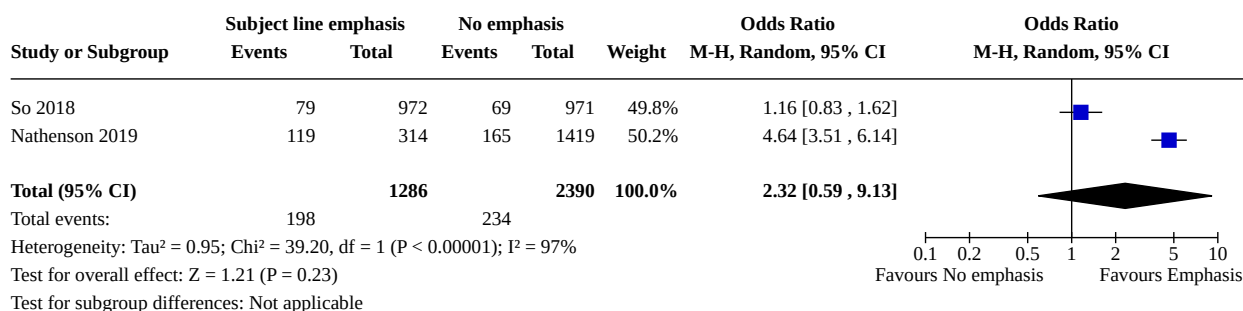 Subject line emphasis No emphasis Odds Ratio Odds Ratio
Study or Subgroup Events Total Events Total Weight M-H, Random, 95% CI M-H, Random, 95% CI
So 2018 79 972 69 971 49.8% 1.16 [0.83 , 1.62]
Nathenson 2019 119 314 165 1419 50.2% 4.64 [3.51 , 6.14]
Total (95% CI) 1286 2390 100.0% 2.32 [0.59 , 9.13]
Total events: 198 234
Heterogeneity: Tau² = 0.95; Chi² = 39.20, df = 1 (P < 0.00001); I² = 97%
0.1 0.2 0.5 1 2 5 10
Test for overall effect: Z = 1.21 (P = 0.23) Favours No emphasis Favours Emphasis
Test for subgroup differences: Not applicable